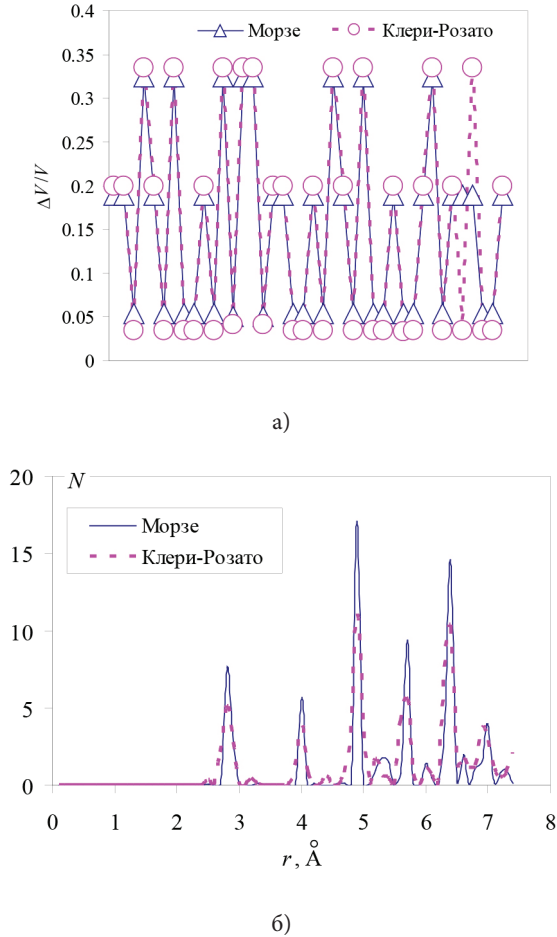 0.4
Морзе Клери-Розато
0.35
0.3
0.25
ΔV/V
0.2
0.15
0.1
0.05
0
а)
20
N
Морзе
15
Клери-Розато
10
5
0
0 1 2 3 4 5 6 7 8
r, Å
б)